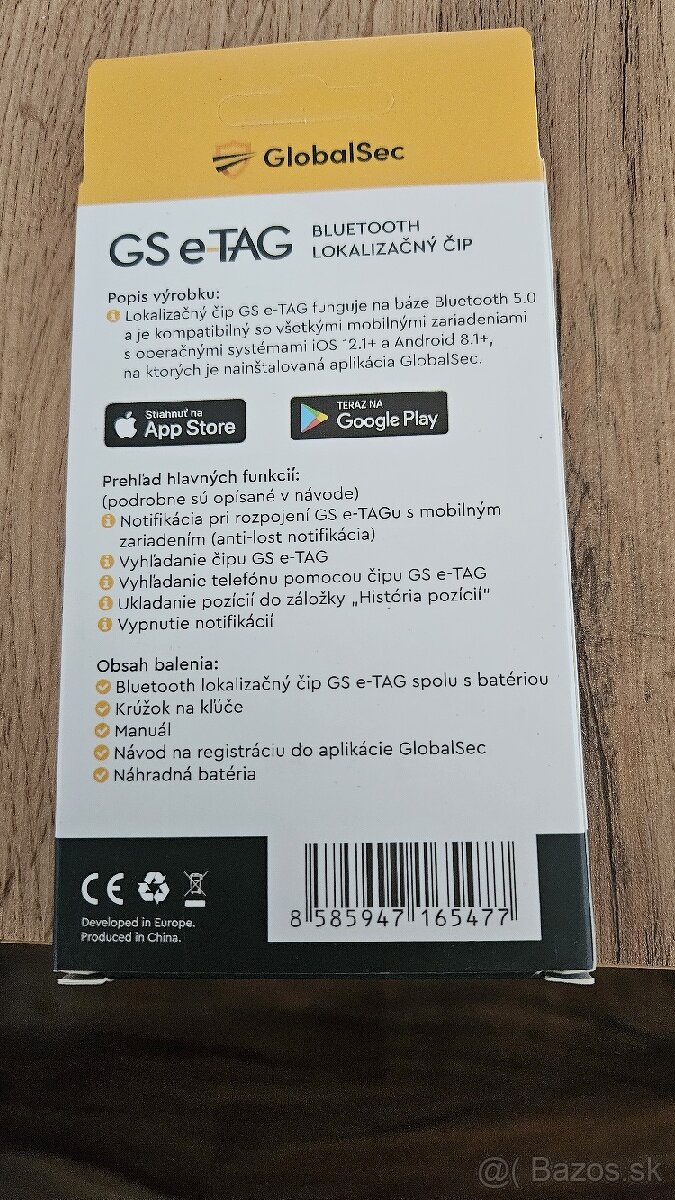 GlobalSec
GS e-TAG
BLUETOOTH
LOKALIZAČNÝ ČIP
Popis výrobku:
Lokalizačný čip GS e-TAG funguje na báze Bluetooth 5.0
a je kompatibilný so všetkými mobilnými zariadeniami
s operačnými systémami iOS 12.1+ a Android 8.1+,
na ktorých je nainštalovaná aplikácia GlobalSec.
Stiahnuť na
App Store
TERAZ NA
Google Play
Prehľad hlavných funkcií:
(podrobne sú opísané v návode)
Notifikácia pri rozpojení GS e-TAGu s mobilným
zariadením (anti-lost notifikácia)
Vyhľadanie čipu GS e-TAG
Vyhľadanie telefónu pomocou čipu GS e-TAG
Ukladanie pozícií do záložky „História pozícií"
Vypnutie notifikácií
Obsah balenia:
Bluetooth lokalizačný čip GS e-TAG spolu s batériou
Krúžok na kľúče
Manuál
Návod na registráciu do aplikácie GlobalSec
Náhradná batéria
CE
Developed in Europe.
Produced in China.
8 585947 165477
@( Bazos.sk